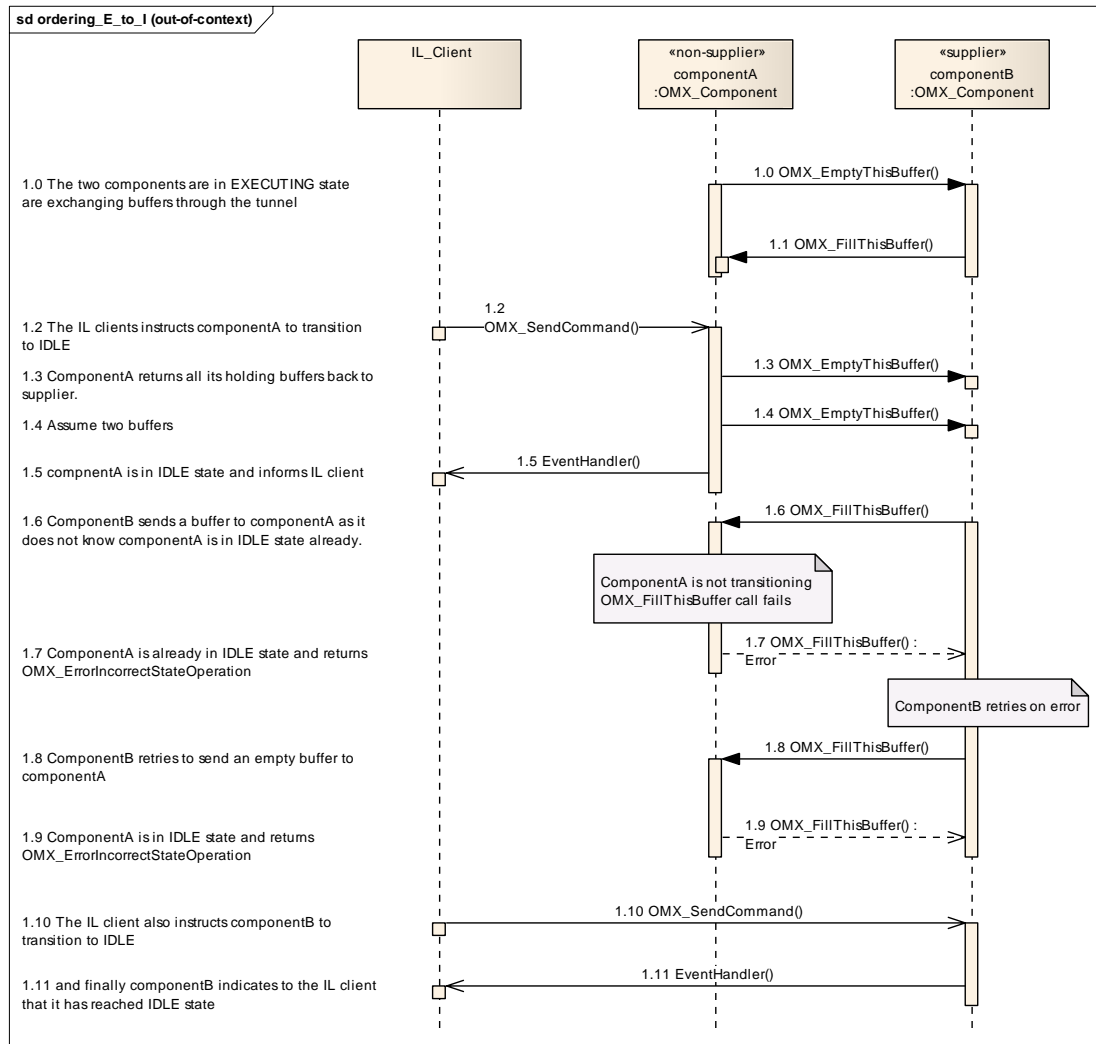 sd ordering_E_to_I (out-of-context)
IL_Client
«non-supplier»
componentA
:OMX_Component
«supplier»
componentB
:OMX_Component
1.0 The two components are in EXECUTING state
are exchanging buffers through the tunnel
1.0 OMX_EmptyThisBuffer()
1.1 OMX_FillThisBuffer()
1.2 The IL clients instructs componentA to transition
to IDLE
1.2
OMX_SendCommand()
1.3 ComponentA returns all its holding buffers back to
supplier.
1.3 OMX_EmptyThisBuffer()
1.4 Assume two buffers
1.4 OMX_EmptyThisBuffer()
1.5 compnentA is in IDLE state and informs IL client
1.5 EventHandler()
1.6 ComponentB sends a buffer to componentA as it
does not know componentA is in IDLE state already.
1.6 OMX_FillThisBuffer()
ComponentA is not transitioning
OMX_FillThisBuffer call fails
1.7 ComponentA is already in IDLE state and returns
OMX_ErrorIncorrectStateOperation
1.7 OMX_FillThisBuffer() :
Error
ComponentB retries on error
1.8 ComponentB retries to send an empty buffer to
componentA
1.8 OMX_FillThisBuffer()
1.9 ComponentA is in IDLE state and returns
OMX_ErrorIncorrectStateOperation
1.9 OMX_FillThisBuffer() :
Error
1.10 The IL client also instructs componentB to
transition to IDLE
1.10 OMX_SendCommand()
1.11 and finally componentB indicates to the IL client
that it has reached IDLE state
1.11 EventHandler()